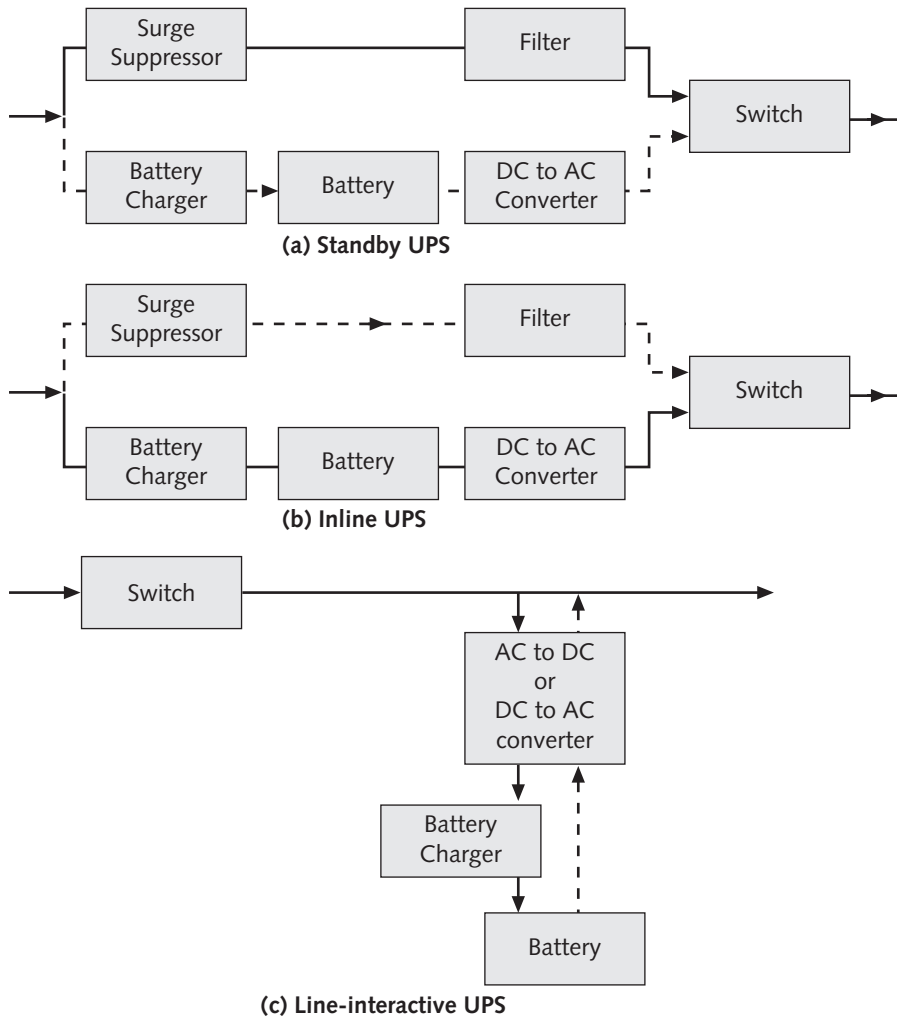 Surge
Suppressor
Filter
Switch
Battery
Charger
Battery
DC to AC
Converter
(a) Standby UPS
Surge
Suppressor
Filter
Switch
Battery
Charger
Battery
DC to AC
Converter
(b) Inline UPS
Switch
AC to DC
or
DC to AC
converter
Battery
Charger
Battery
(c) Line-interactive UPS